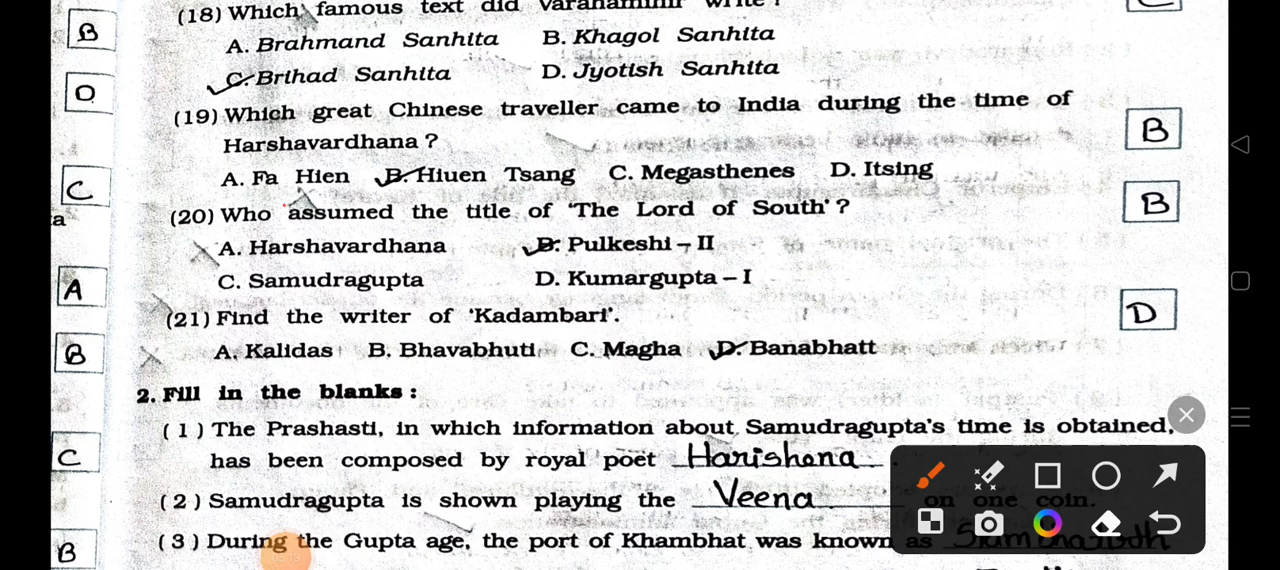 B
(18) Which famous text did Varahamihir write ?
A. Brahmand Sanhita B. Khagol Sanhita
C. Brihad Sanhita D. Jyotish Sanhita
(19) Which great Chinese traveller came to India during the time of
Harshavardhana ? B
A. Fa Hien B. Hiuen Tsang C. Megasthenes D. Itsing
C
(20) Who assumed the title of 'The Lord of South' ? B
A. Harshavardhana B. Pulkeshi – II
C. Samudragupta D. Kumargupta – I
A
(21) Find the writer of 'Kadambari'. D
B
A. Kalidas B. Bhavabhuti C. Magha D. Banabhatt
2. Fill in the blanks :
(1) The Prashasti, in which information about Samudragupta's time is obtained,
has been composed by royal poet Harishena.
C
(2) Samudragupta is shown playing the Veena on one coin.
(3) During the Gupta age, the port of Khambhat was known as
B